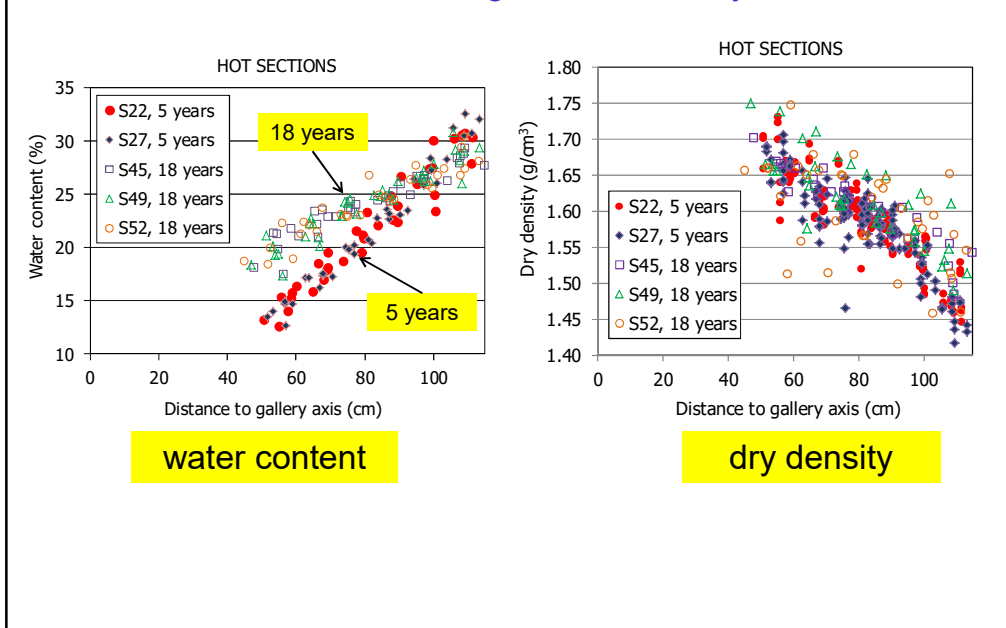 HOT SECTIONS
35
30
25
20
15
10
Water content (%)
S22, 5 years
S27, 5 years
S45, 18 years
S49, 18 years
S52, 18 years
18 years
5 years
0 20 40 60 80 100
Distance to gallery axis (cm)
water content
HOT SECTIONS
1.80
1.75
1.70
1.65
1.60
1.55
1.50
1.45
1.40
Dry density (g/cm³)
S22, 5 years
S27, 5 years
S45, 18 years
S49, 18 years
S52, 18 years
0 20 40 60 80 100
Distance to gallery axis (cm)
dry density